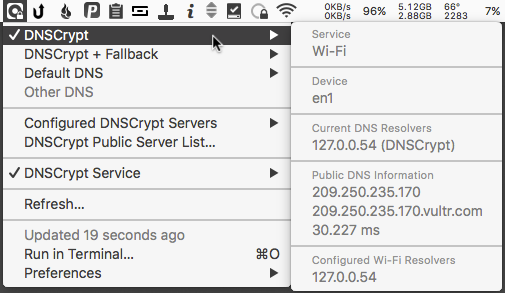 0KB/s
0KB/s
96%
5.12GB
2.88GB
66°
2283
7%
DNSCrypt
DNSCrypt + Fallback
Default DNS
Other DNS
Configured DNSCrypt Servers
DNSCrypt Public Server List...
DNSCrypt Service
Refresh...
Updated 19 seconds ago
Run in Terminal... ⌘O
Preferences
Service
Wi-Fi
Device
en1
Current DNS Resolvers
127.0.0.54 (DNSCrypt)
Public DNS Information
209.250.235.170
209.250.235.170.vultr.com
30.227 ms
Configured Wi-Fi Resolvers
127.0.0.54